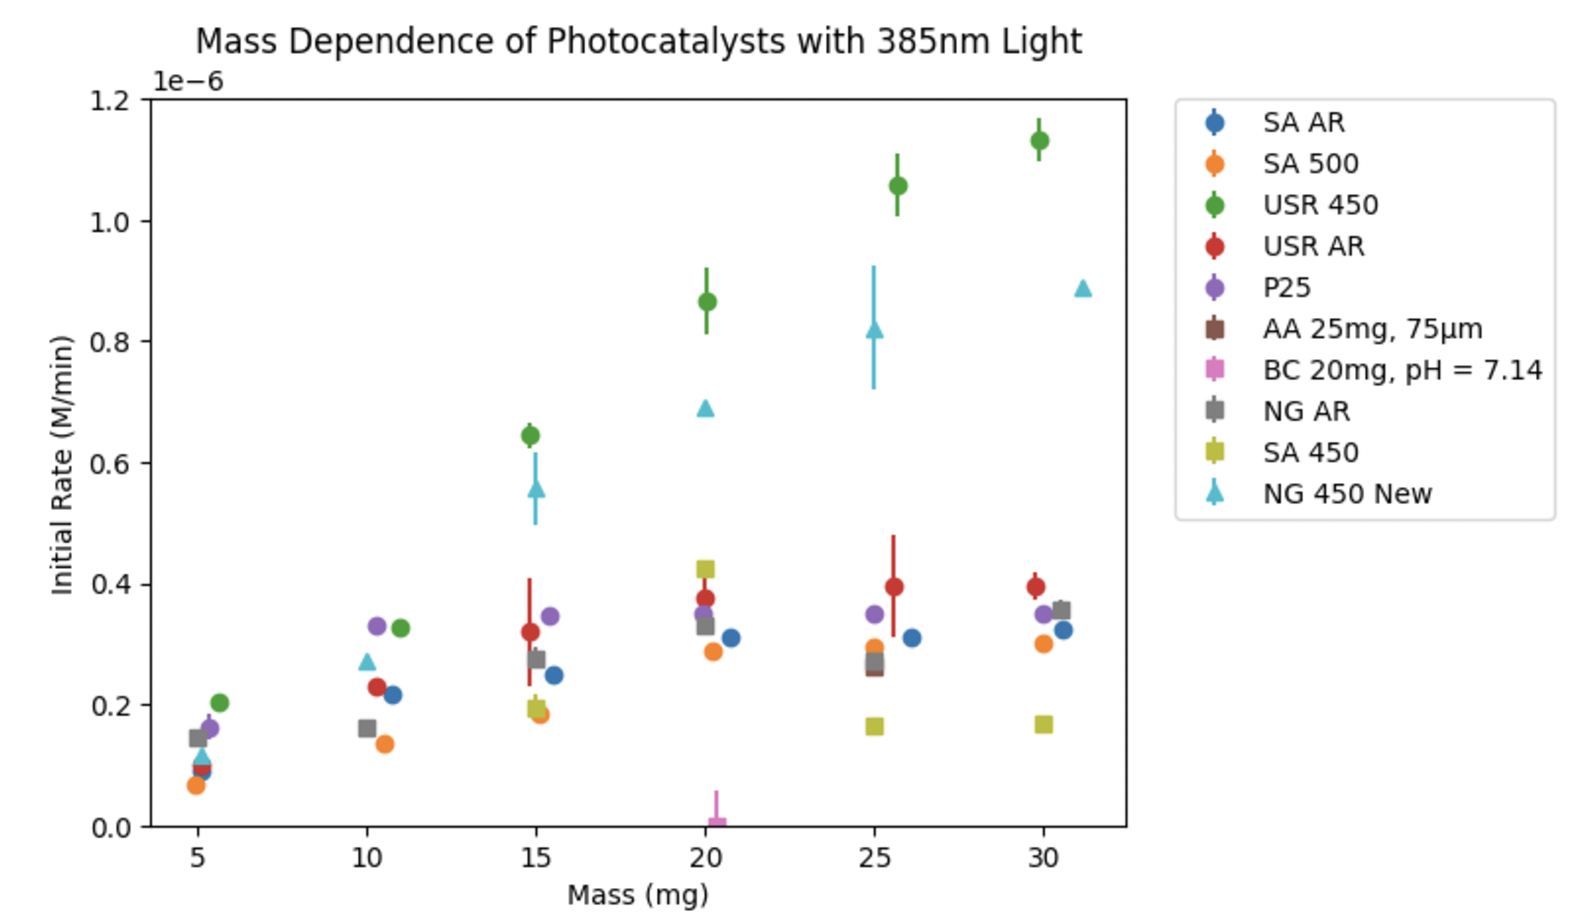 Mass Dependence of Photocatalysts with 385nm Light
1e−6
1.2
1.0
0.8
0.6
0.4
0.2
0.0
Initial Rate (M/min)
5 10 15 20 25 30
Mass (mg)
SA AR
SA 500
USR 450
USR AR
P25
AA 25mg, 75μm
BC 20mg, pH = 7.14
NG AR
SA 450
NG 450 New